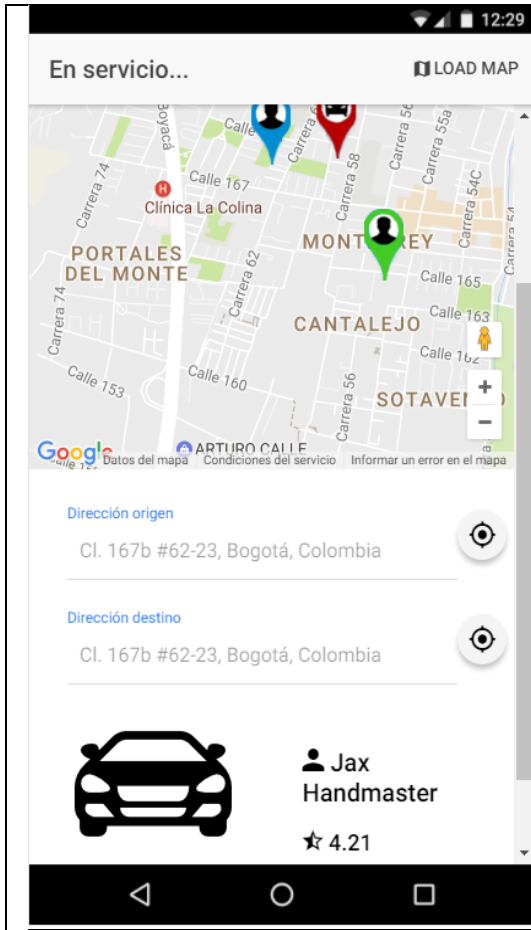 12:29
En servicio...
LOAD MAP
Boyacá
Calle
Carrera
Carrera 58
Carrera 56
Carrera 55a
Carrera 74
Calle 167
Clínica La Colina
Carrera 62
Carrera 54C
Carrera 54
PORTALES
DEL MONTE
Calle 165
CANTALEJO
Calle 163
Carrera 74
Calle 162
Calle 153
Calle 160
Carrera 56
+
−
ARTURO CALLE
Google
Datos del mapa
Condiciones del servicio
Informar un error en el mapa
Dirección origen
Cl. 167b #62-23, Bogotá, Colombia
Dirección destino
Cl. 167b #62-23, Bogotá, Colombia
Jax
Handmaster
4.21